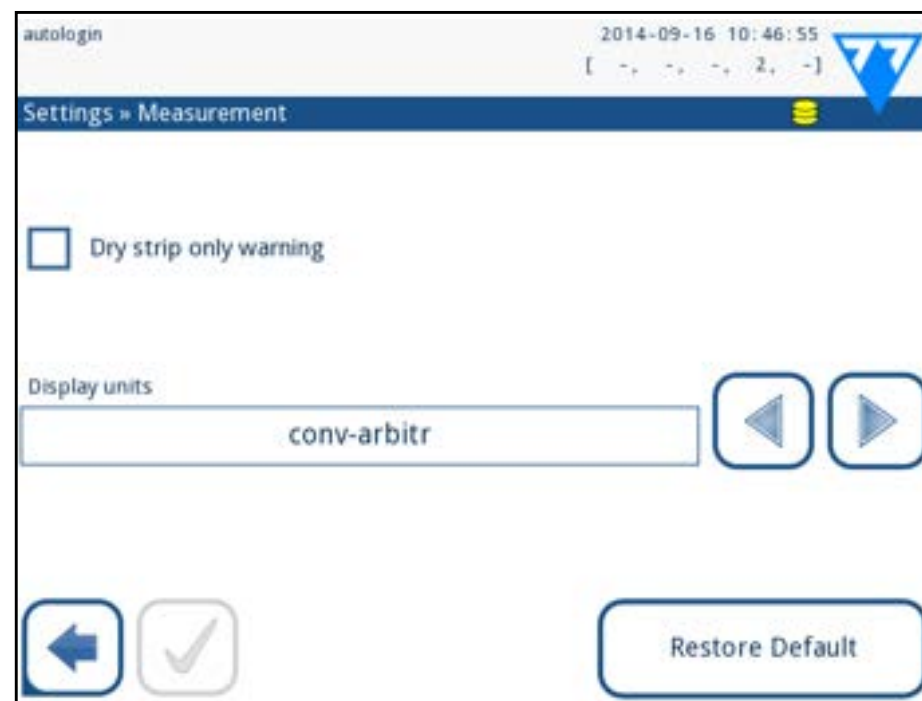 autologin
2014-09-16 10:46:55
[ -, -, -, 2, -]
Settings » Measurement
Dry strip only warning
Display units
conv-arbitr
Restore Default